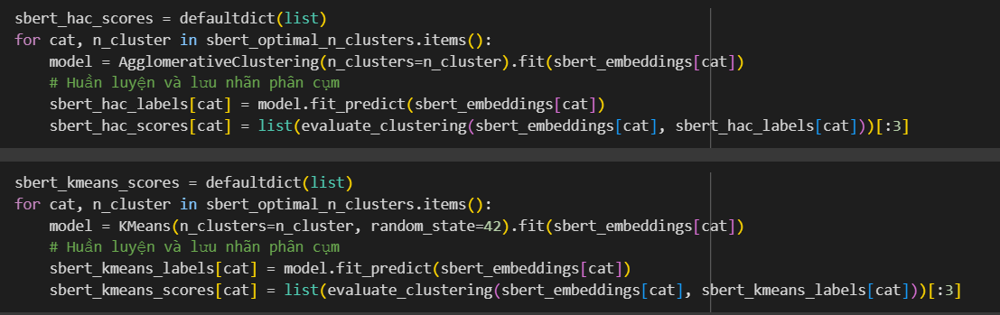 sbert_hac_scores = defaultdict(list)
for cat, n_cluster in sbert_optimal_n_clusters.items():
    model = AgglomerativeClustering(n_clusters=n_cluster).fit(sbert_embeddings[cat])
    # Huấn luyện và lưu nhãn phân cụm
    sbert_hac_labels[cat] = model.fit_predict(sbert_embeddings[cat])
    sbert_hac_scores[cat] = list(evaluate_clustering(sbert_embeddings[cat], sbert_hac_labels[cat]))[:3]
sbert_kmeans_scores = defaultdict(list)
for cat, n_cluster in sbert_optimal_n_clusters.items():
    model = KMeans(n_clusters=n_cluster, random_state=42).fit(sbert_embeddings[cat])
    # Huấn luyện và lưu nhãn phân cụm
    sbert_kmeans_labels[cat] = model.fit_predict(sbert_embeddings[cat])
    sbert_kmeans_scores[cat] = list(evaluate_clustering(sbert_embeddings[cat], sbert_kmeans_labels[cat]))[:3]